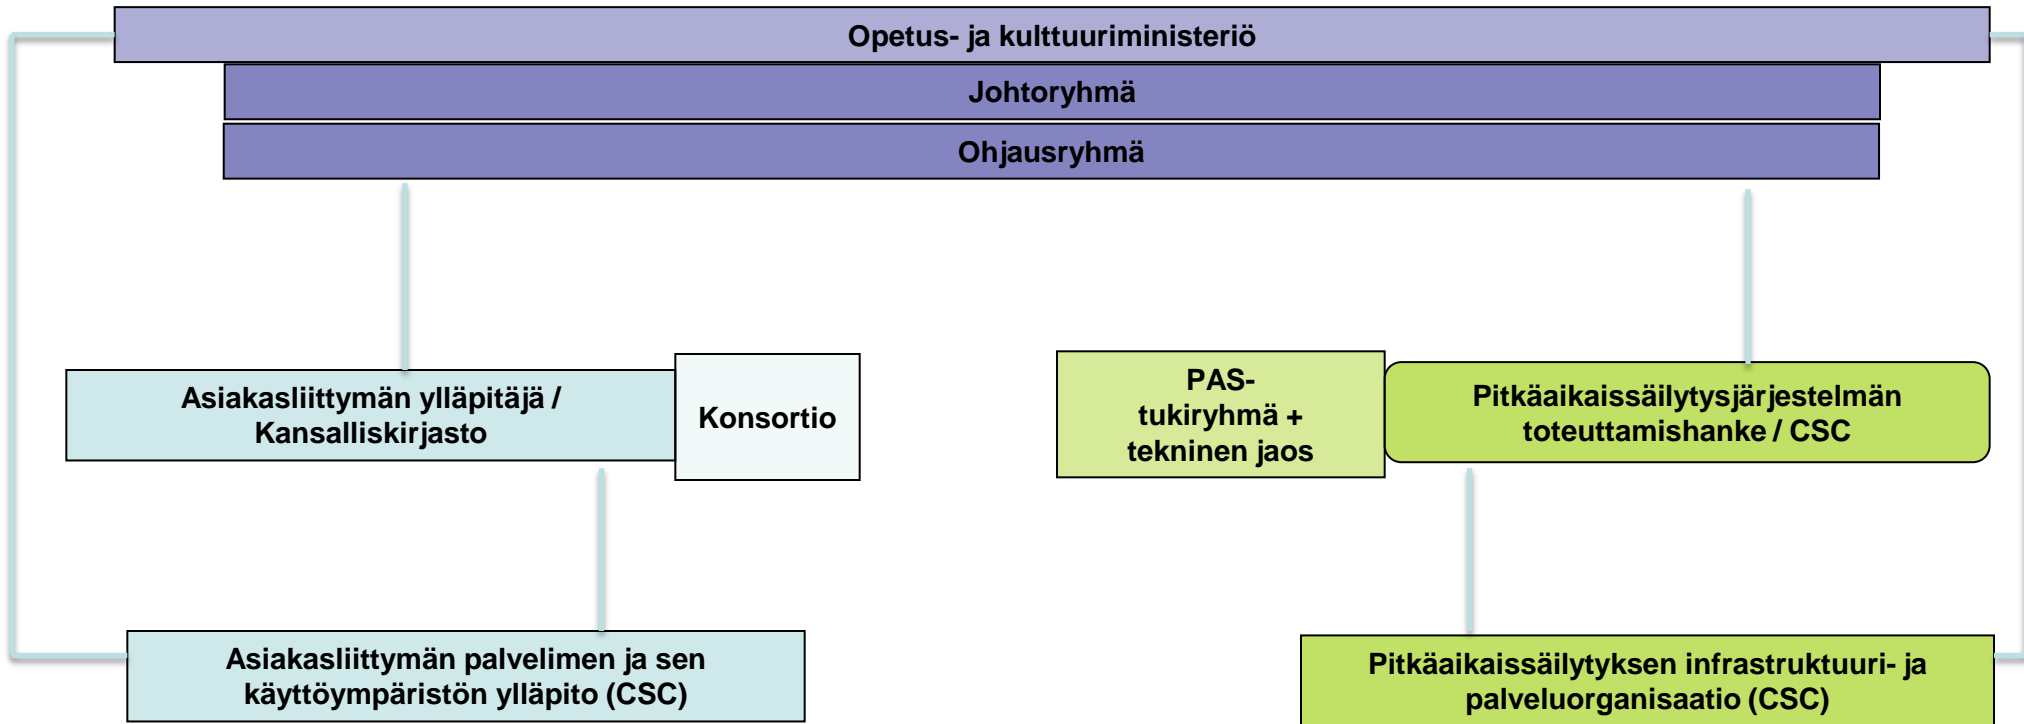 Opetus- ja kulttuuriministeriö
Johtoryhmä
Ohjausryhmä
Asiakasliittymän ylläpitäjä /
Kansalliskirjasto
Konsortio
PAS-
tukiryhmä +
tekninen jaos
Pitkäaikaissäilytysjärjestelmän
toteuttamishanke / CSC
Asiakasliittymän palvelimen ja sen
käyttöympäristön ylläpito (CSC)
Pitkäaikaissäilytyksen infrastruktuuri- ja
palveluorganisaatio (CSC)